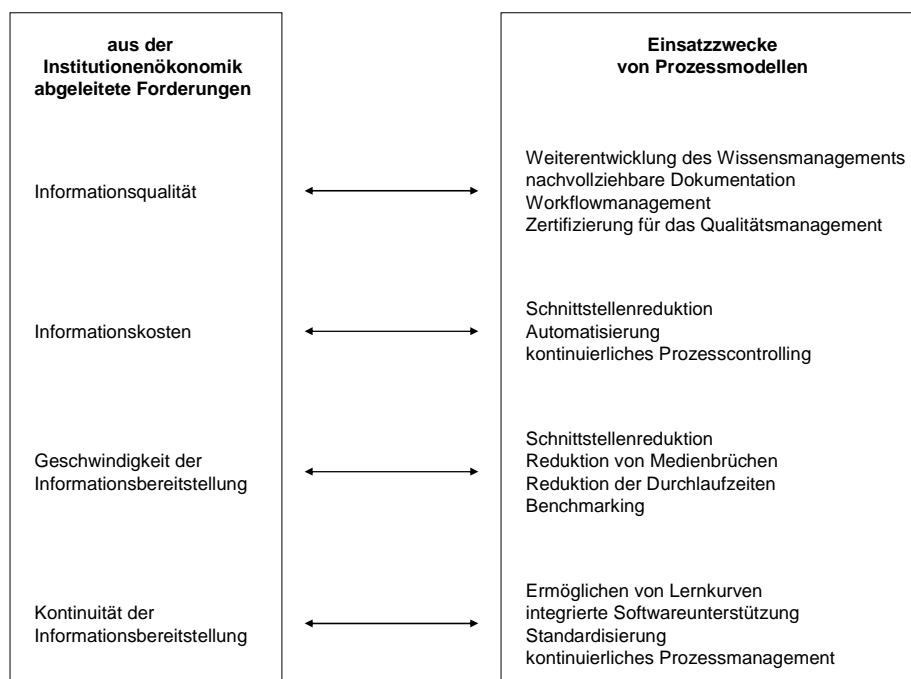 aus der
Institutionenökonomik
abgeleitete Forderungen
Einsatzzwecke
von Prozessmodellen
Informationsqualität
Weiterentwicklung des Wissensmanagements
nachvollziehbare Dokumentation
Workflowmanagement
Zertifizierung für das Qualitätsmanagement
Informationskosten
Schnittstellenreduktion
Automatisierung
kontinuierliches Prozesscontrolling
Geschwindigkeit der
Informationsbereitstellung
Schnittstellenreduktion
Reduktion von Medienbrüchen
Reduktion der Durchlaufzeiten
Benchmarking
Kontinuität der
Informationsbereitstellung
Ermöglichen von Lernkurven
integrierte Softwareunterstützung
Standardisierung
kontinuierliches Prozessmanagement